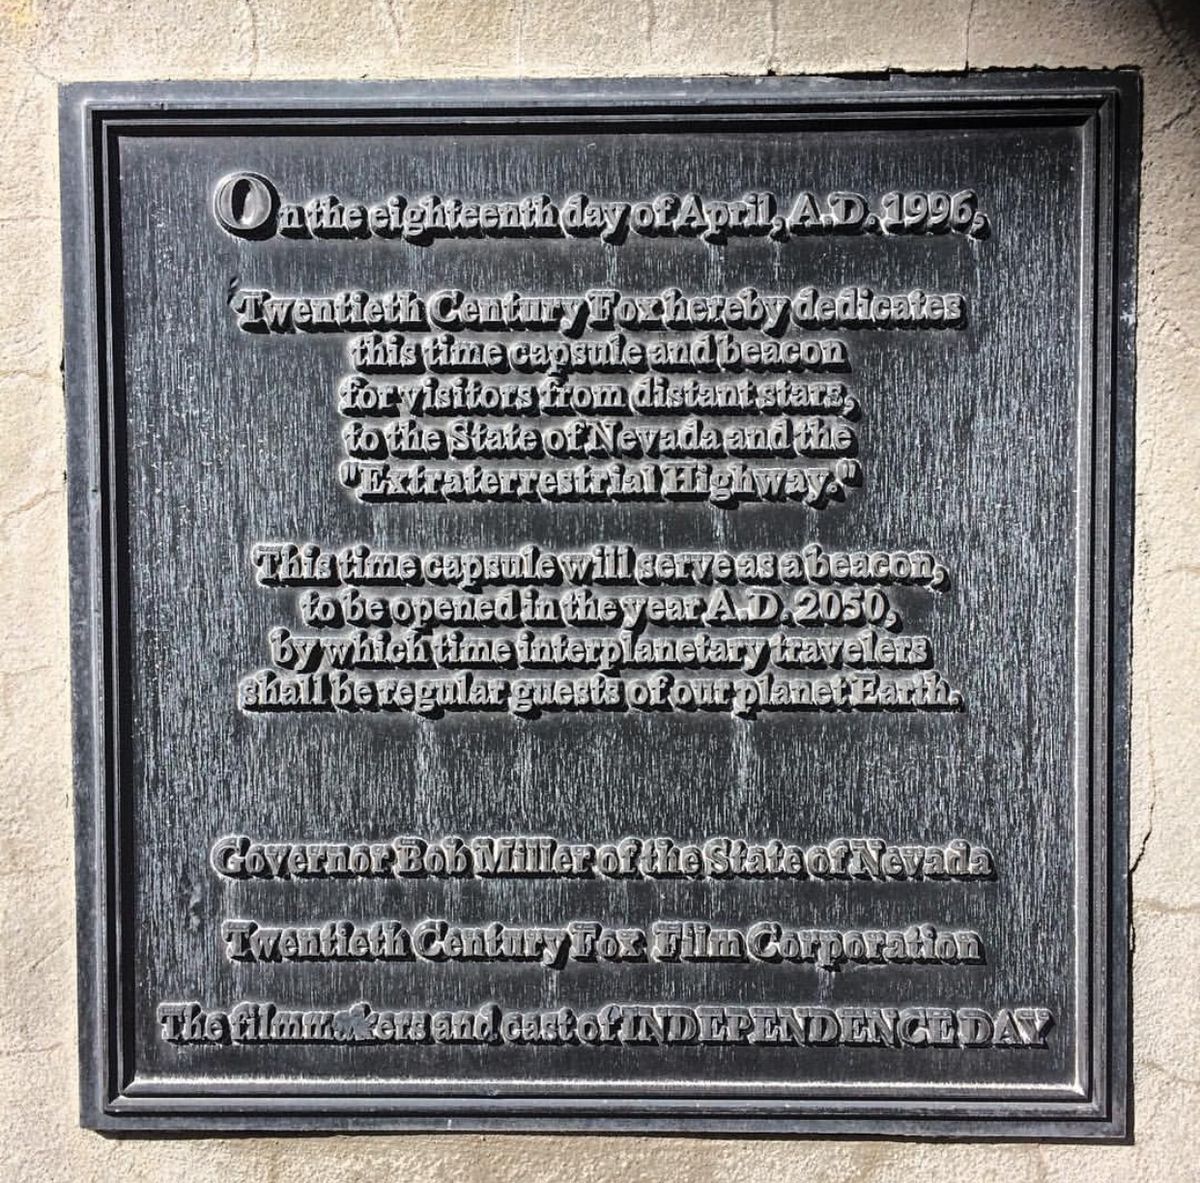 On the eighteenth day of April, A.D. 1996,
Twentieth Century Fox hereby dedicates
this time capsule and beacon
for visitors from distant stars,
to the State of Nevada and the
"Extraterrestrial Highway."
This time capsule will serve as a beacon,
to be opened in the year A.D. 2050,
by which time interplanetary travelers
shall be regular guests of our planet Earth.
Governor Bob Miller of the State of Nevada
Twentieth Century Fox Film Corporation
The filmmakers and cast of INDEPENDENCE DAY